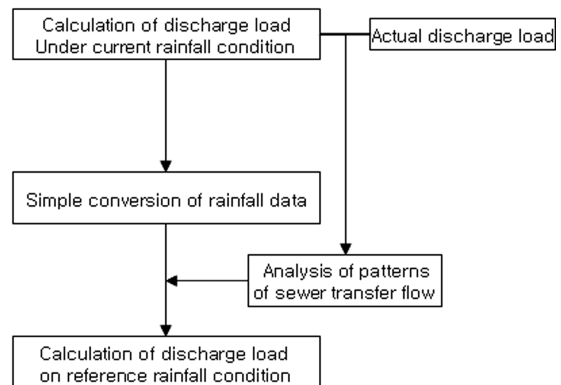 Calculation of discharge load
Under current rainfall condition
Actual discharge load
Simple conversion of rainfall data
Analysis of patterns
of sewer transfer flow
Calculation of discharge load
on reference rainfall condition